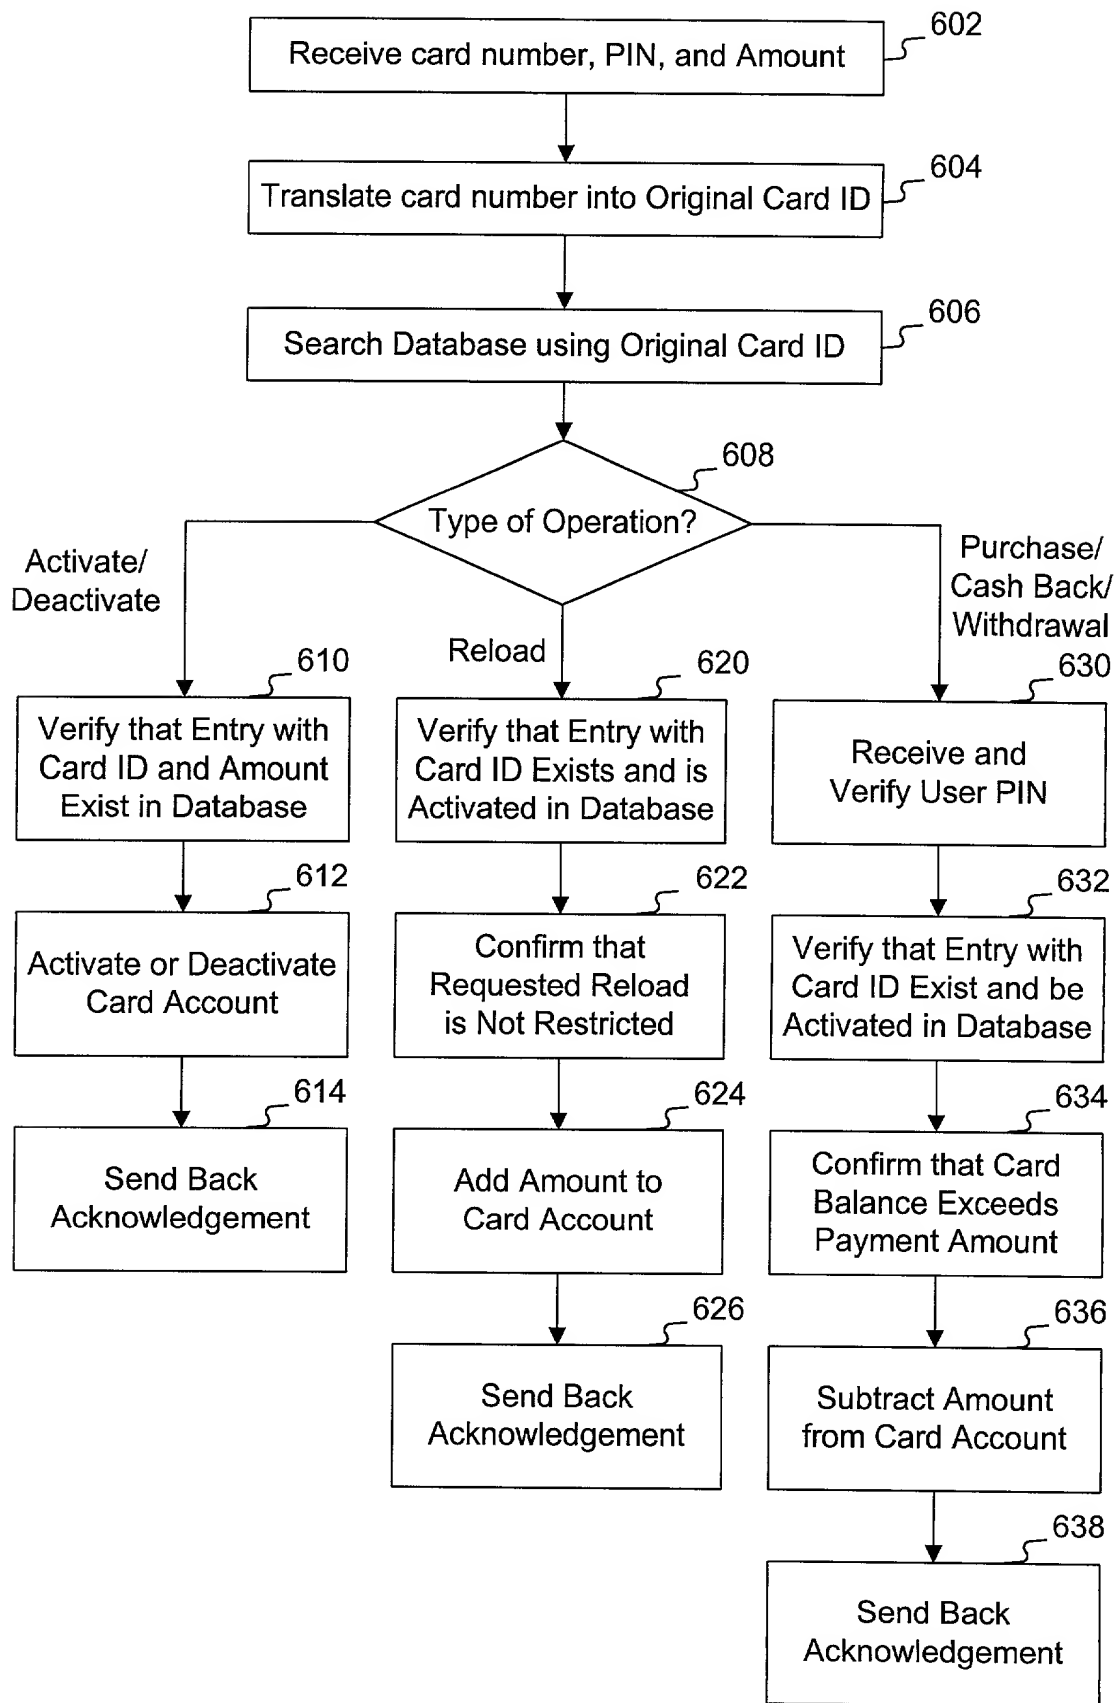 602
Receive card number, PIN, and Amount
604
Translate card number into Original Card ID
606
Search Database using Original Card ID
608
Type of Operation?
Activate/
Deactivate
Reload
Purchase/
Cash Back/
Withdrawal
610
Verify that Entry with
Card ID and Amount
Exist in Database
612
Activate or Deactivate
Card Account
614
Send Back
Acknowledgement
620
Verify that Entry with
Card ID Exists and is
Activated in Database
622
Confirm that
Requested Reload
is Not Restricted
624
Add Amount to
Card Account
626
Send Back
Acknowledgement
630
Receive and
Verify User PIN
632
Verify that Entry with
Card ID Exist and be
Activated in Database
634
Confirm that Card
Balance Exceeds
Payment Amount
636
Subtract Amount
from Card Account
638
Send Back
Acknowledgement